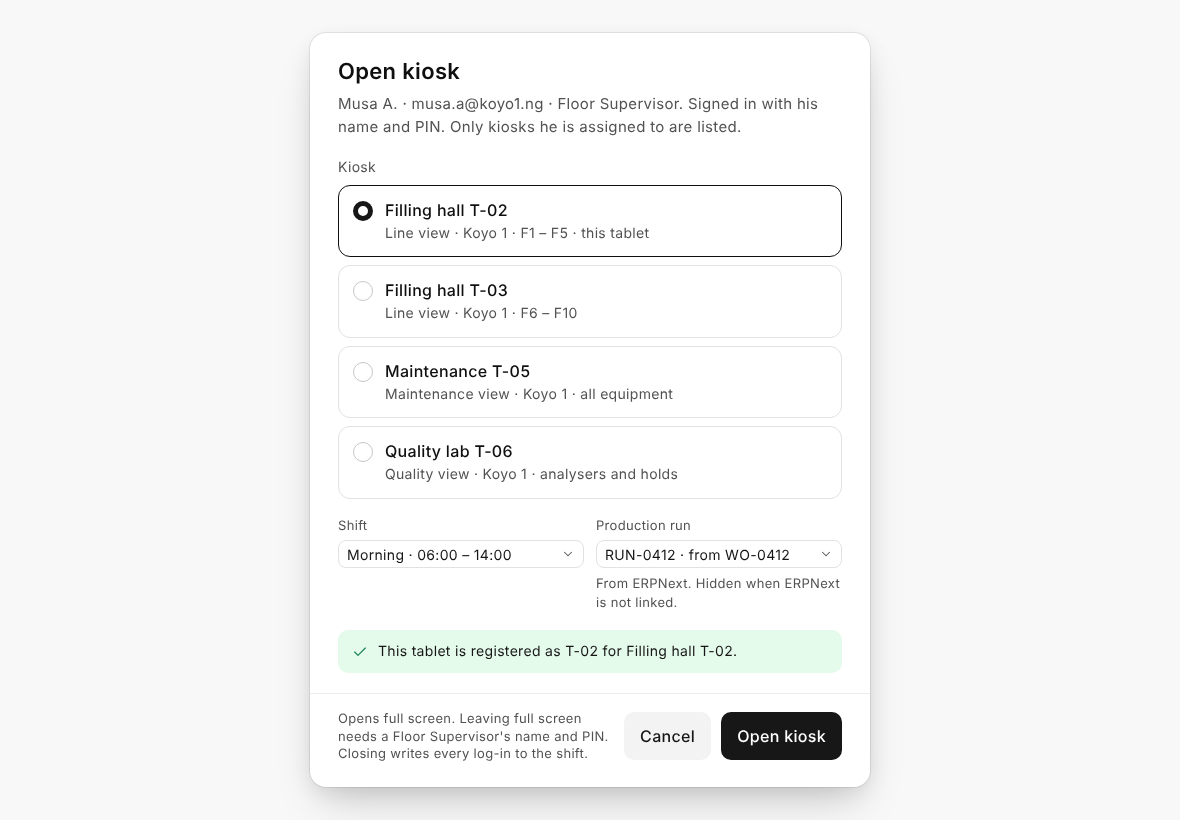 Open kiosk
Musa A. · musa.a@koyo1.ng · Floor Supervisor. Signed in with his
name and PIN. Only kiosks he is assigned to are listed.
Kiosk
Filling hall T-02
Line view · Koyo 1 · F1 – F5 · this tablet
Filling hall T-03
Line view · Koyo 1 · F6 – F10
Maintenance T-05
Maintenance view · Koyo 1 · all equipment
Quality lab T-06
Quality view · Koyo 1 · analysers and holds
Shift
Morning · 06:00 – 14:00
Production run
RUN-0412 · from WO-0412
From ERPNext. Hidden when ERPNext
is not linked.
This tablet is registered as T-02 for Filling hall T-02.
Opens full screen. Leaving full screen
needs a Floor Supervisor's name and PIN.
Closing writes every log-in to the shift.
Cancel
Open kiosk